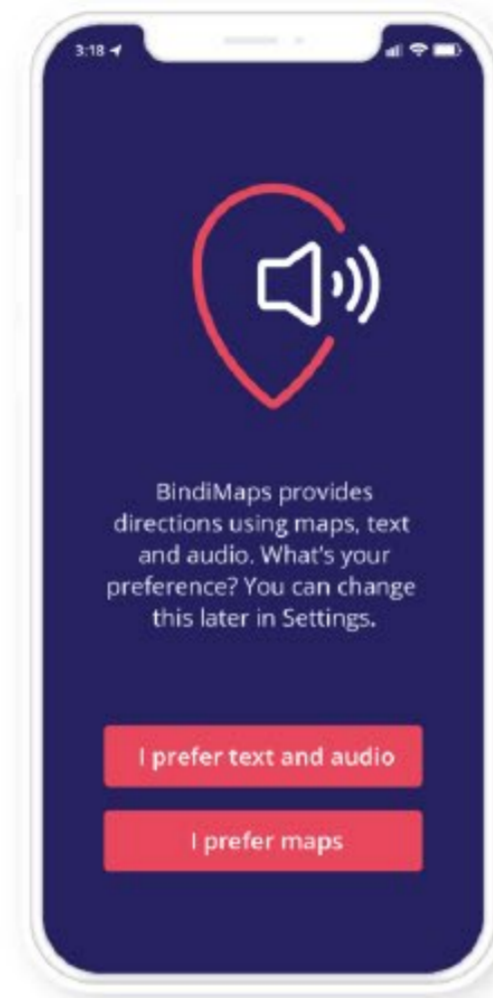 3:18
BindiMaps provides
directions using maps, text
and audio. What's your
preference? You can change
this later in Settings.
I prefer text and audio
I prefer maps